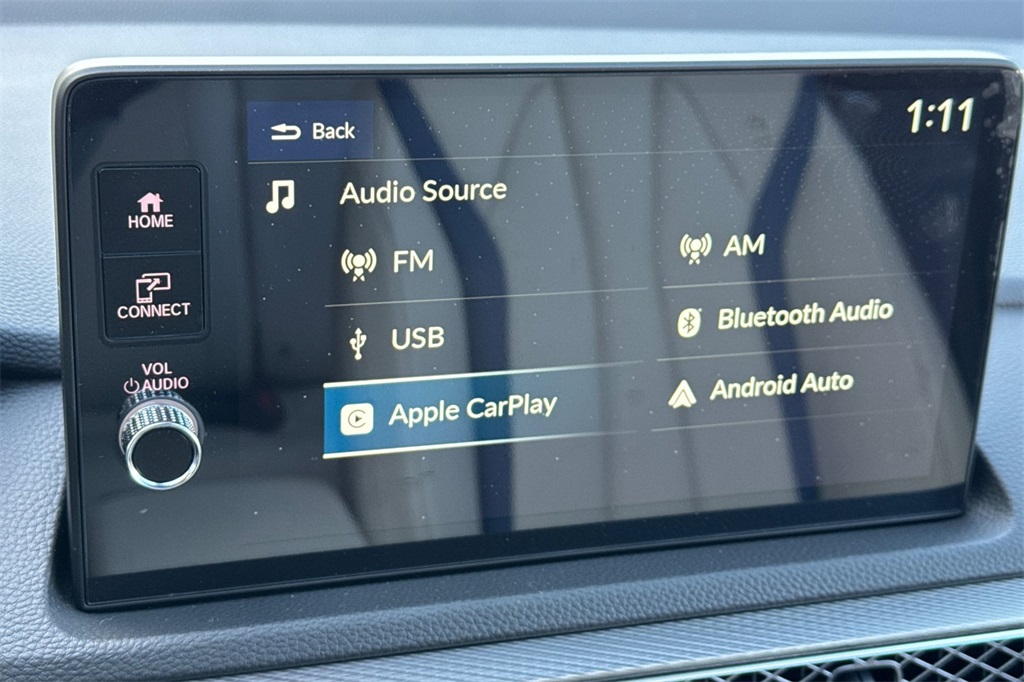 Back
1:11
HOME
CONNECT
VOL
AUDIO
Audio Source
FM
AM
USB
Bluetooth Audio
Apple CarPlay
Android Auto